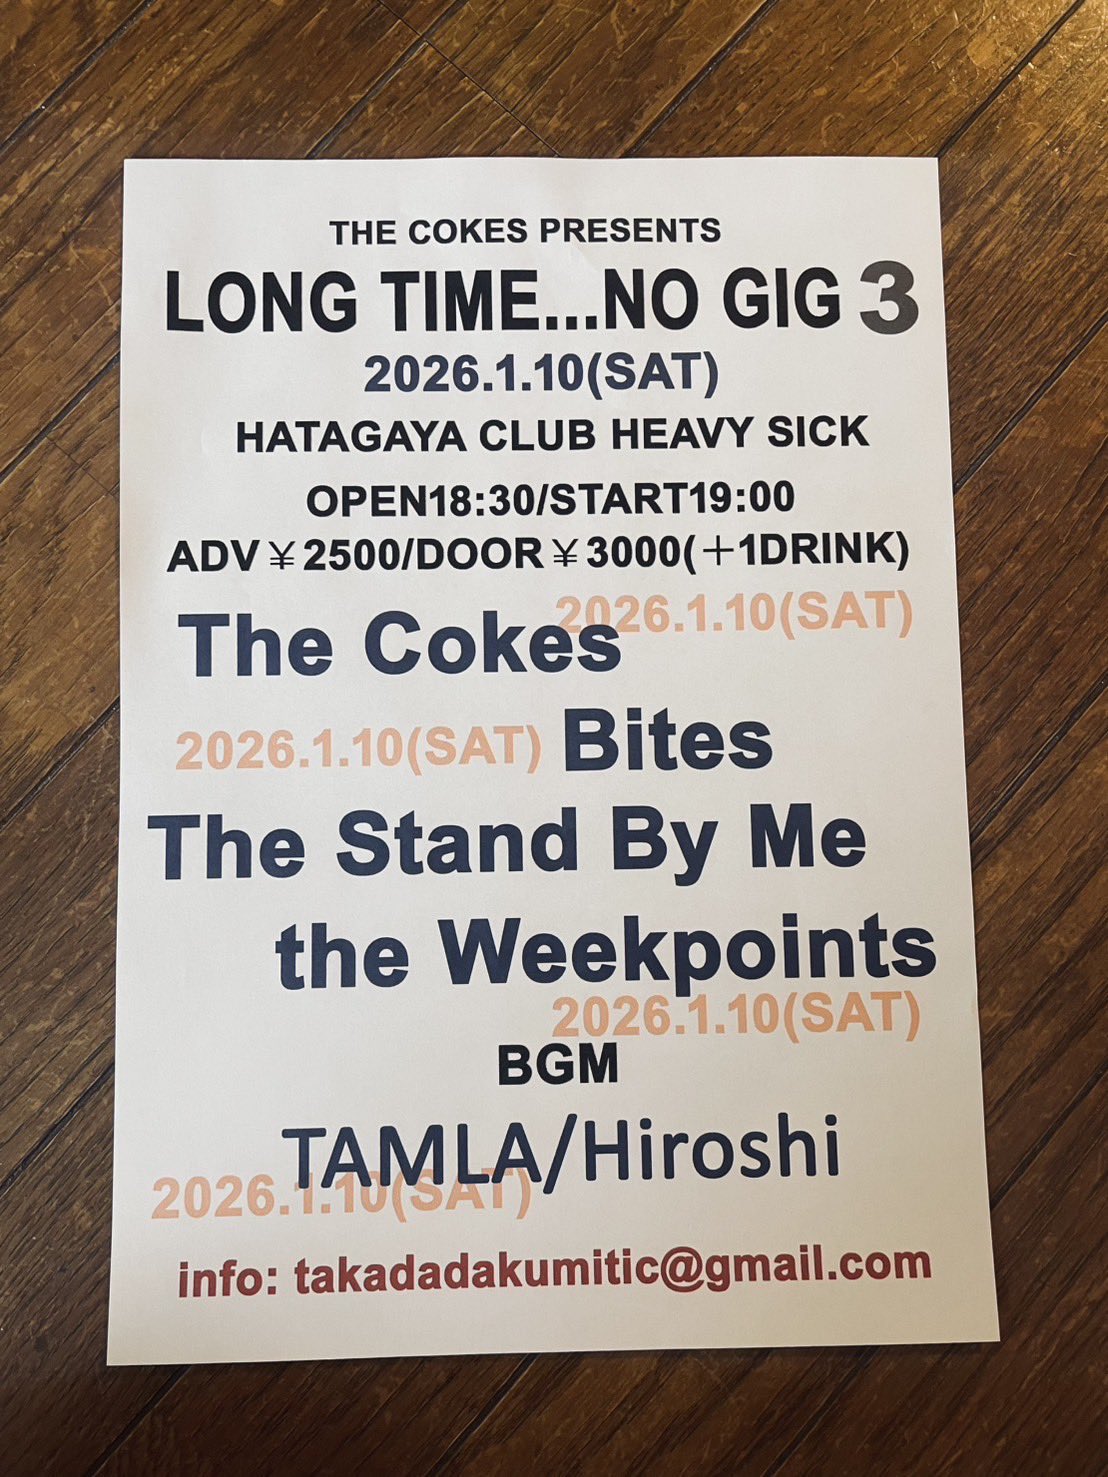 THE COKES PRESENTS
LONG TIME...NO GIG 3
2026.1.10(SAT)
HATAGAYA CLUB HEAVY SICK
OPEN18:30/START19:00
ADV￥2500/DOOR￥3000(＋1DRINK)
2026.1.10(SAT)
The Cokes
2026.1.10(SAT) Bites
The Stand By Me
the Weekpoints
2026.1.10(SAT)
BGM
TAMLA/Hiroshi
2026.1.10(SAT)
info: takadadakumitic@gmail.com